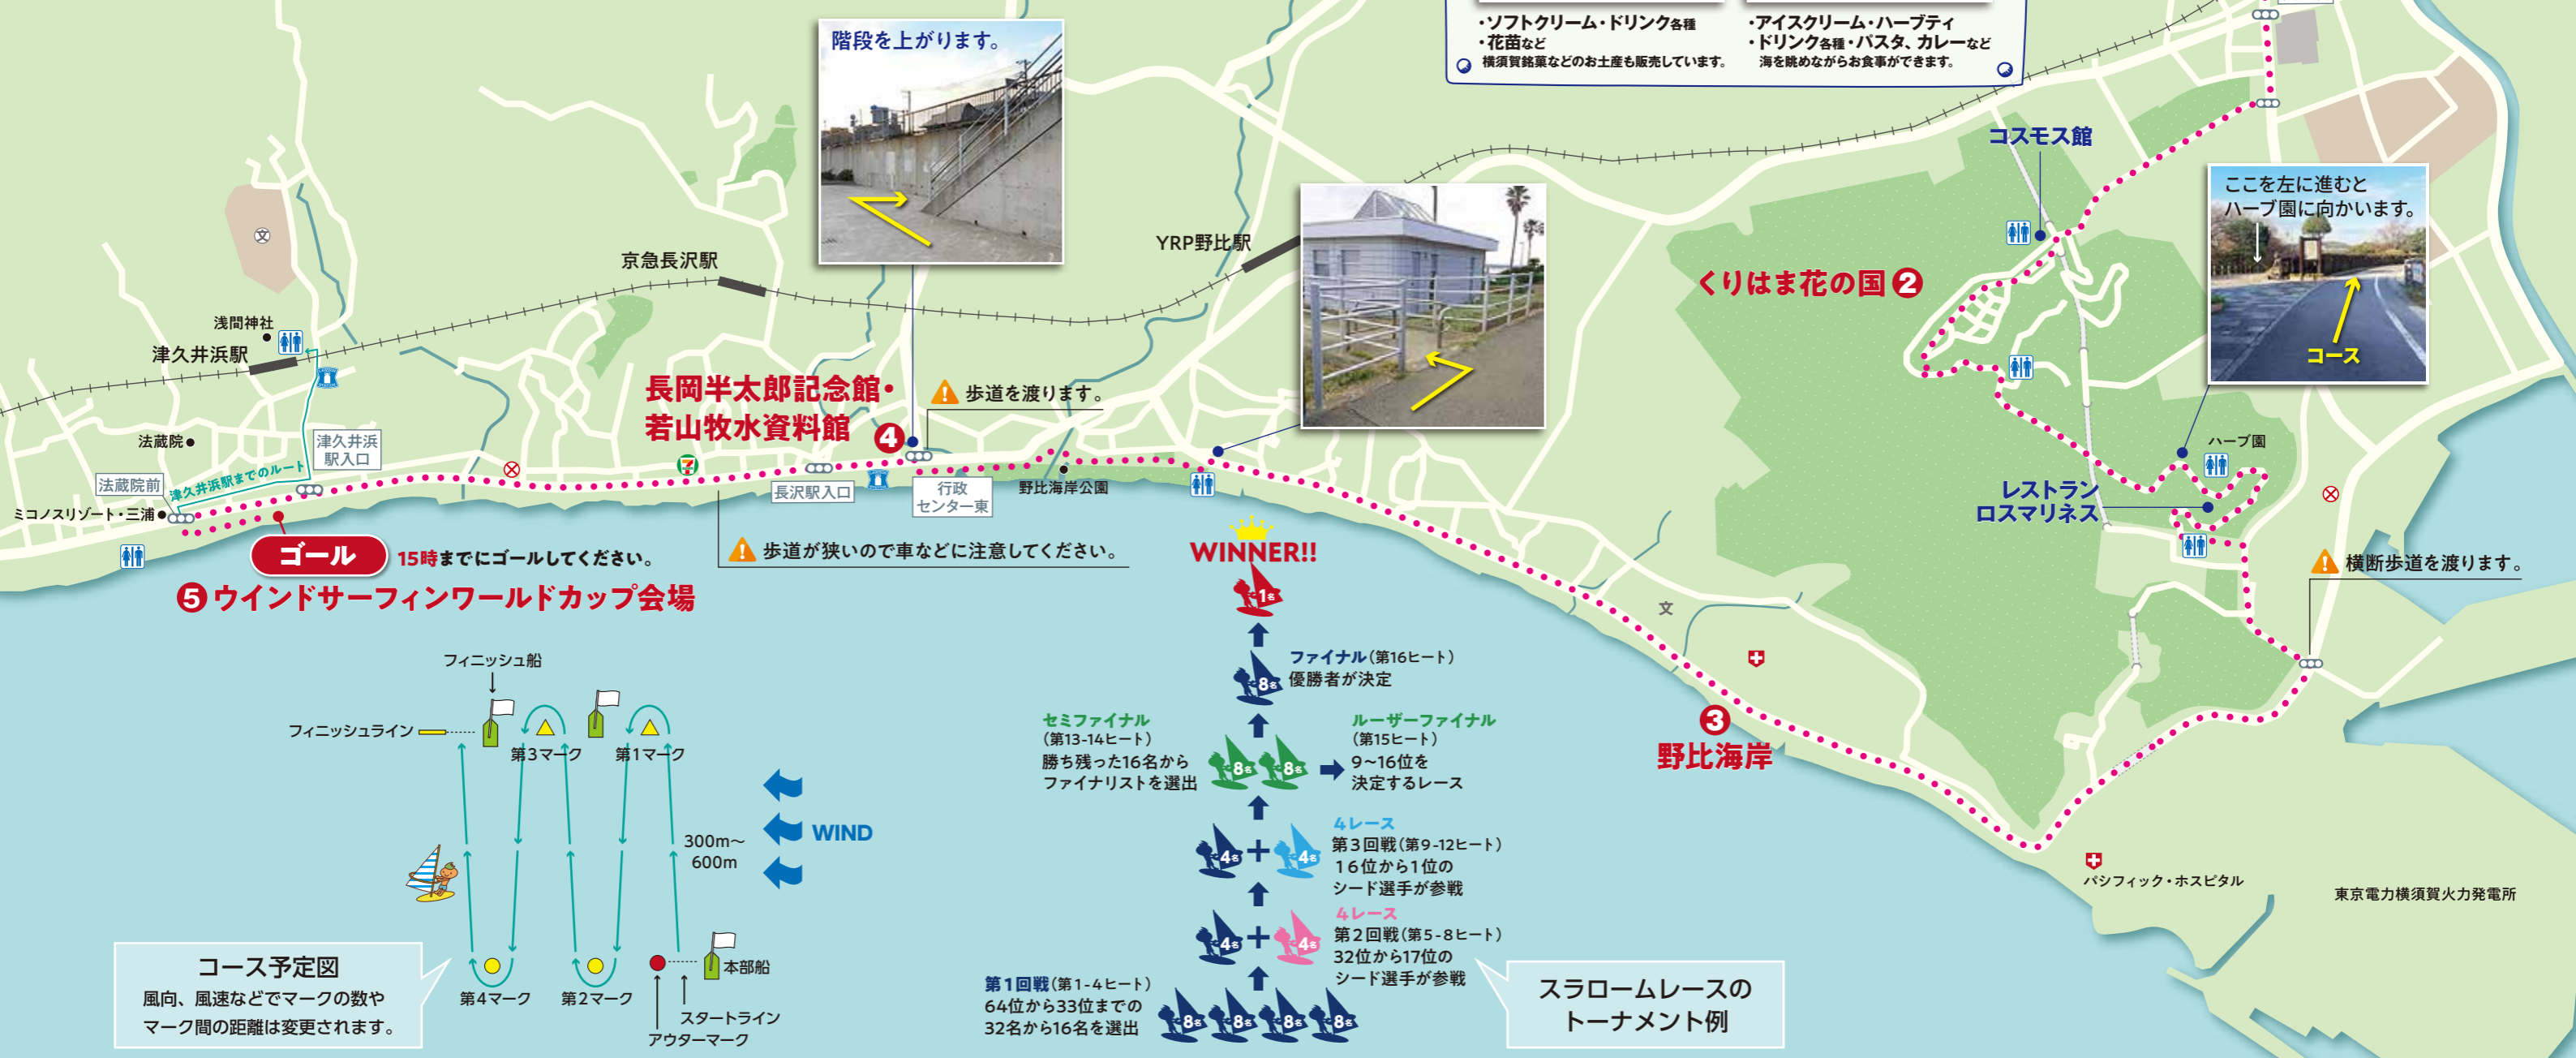 ・ソフトクリーム・ドリンク各種
・花苗など
横須賀銘菓などのお土産も販売しています。
・アイスクリーム・ハーブティ
・ドリンク各種・パスタ、カレーなど
海を眺めながらお食事ができます。
階段を上がります。
コスモス館
ここを左に進むと
ハーブ園に向かいます。
コース
くりはま花の国 ②
YRP野比駅
京急長沢駅
文
浅間神社
津久井浜駅
長岡半太郎記念館・
若山牧水資料館 ④
歩道を渡ります。
法蔵院
津久井浜
駅入口
津久井浜駅までのルート
法蔵院前
ミコノスリゾート・三浦
7
長沢駅入口
行政
センター東
野比海岸公園
ハーブ園
レストラン
ロスマリネス
ゴール
15時までにゴールしてください。
歩道が狭いので車などに注意してください。
横断歩道を渡ります。
⑤ウインドサーフィンワールドカップ会場
文
③
野比海岸
パシフィック・ホスピタル
東京電力横須賀火力発電所
フィニッシュ船
フィニッシュライン
第3マーク
第1マーク
300m〜
600m
WIND
第4マーク
第2マーク
本部船
スタートライン
アウターマーク
コース予定図
風向、風速などでマークの数や
マーク間の距離は変更されます。
WINNER!!
1名
ファイナル(第16ヒート)
優勝者が決定
8名
セミファイナル
(第13-14ヒート)
勝ち残った16名から
ファイナリストを選出
8名 8名
ルーザーファイナル
(第15ヒート)
9〜16位を
決定するレース
4名 + 4名
4レース
第3回戦(第9-12ヒート)
16位から1位の
シード選手が参戦
4名 + 4名
4レース
第2回戦(第5-8ヒート)
32位から17位の
シード選手が参戦
第1回戦(第1-4ヒート)
64位から33位までの
32名から16名を選出
8名 8名 8名 8名
スラロームレースの
トーナメント例